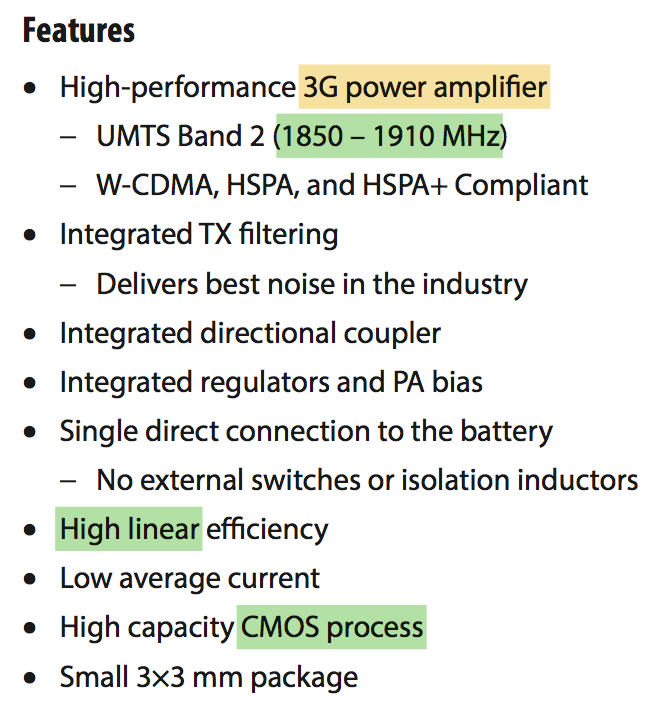 Features
• High-performance 3G power amplifier
– UMTS Band 2 (1850 – 1910 MHz)
– W-CDMA, HSPA, and HSPA+ Compliant
• Integrated TX filtering
– Delivers best noise in the industry
• Integrated directional coupler
• Integrated regulators and PA bias
• Single direct connection to the battery
– No external switches or isolation inductors
• High linear efficiency
• Low average current
• High capacity CMOS process
• Small 3×3 mm package